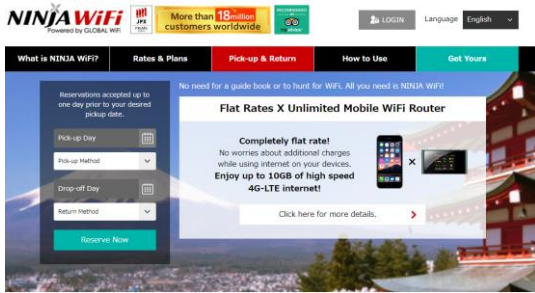 NINJA WiFi
Powered by GLOBAL WiFi
JPX
More than 18million
customers worldwide
RECOMMENDED
LOGIN
Language
English
What is NINJA WiFi?
Rates & Plans
Pick-up & Return
How to Use
Get Yours
No need for a guide book or to hunt for WiFi. All you need is NINJA WiFi!
Reservations accepted up to
one day prior to your desired
pickup date.
Pick-up Day
Pick-up Method
Drop-off Day
Return Method
Reserve Now
Flat Rates X Unlimited Mobile WiFi Router
Completely flat rate!
No worries about additional charges
while using internet on your devices.
Enjoy up to 10GB of high speed
4G-LTE internet!
×
Click here for more details.